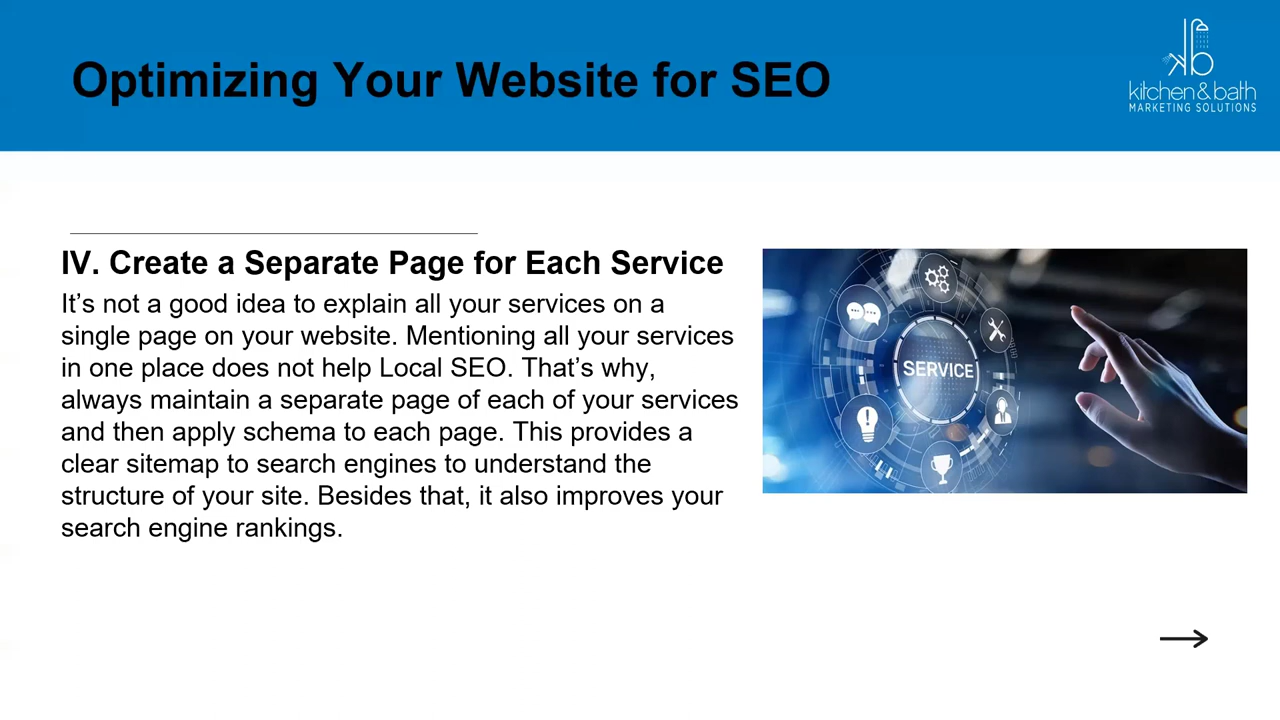 Optimizing Your Website for SEO
kitchen & bath
MARKETING SOLUTIONS
IV. Create a Separate Page for Each Service
It’s not a good idea to explain all your services on a
single page on your website. Mentioning all your services
in one place does not help Local SEO. That’s why,
always maintain a separate page of each of your services
and then apply schema to each page. This provides a
clear sitemap to search engines to understand the
structure of your site. Besides that, it also improves your
search engine rankings.
SERVICE